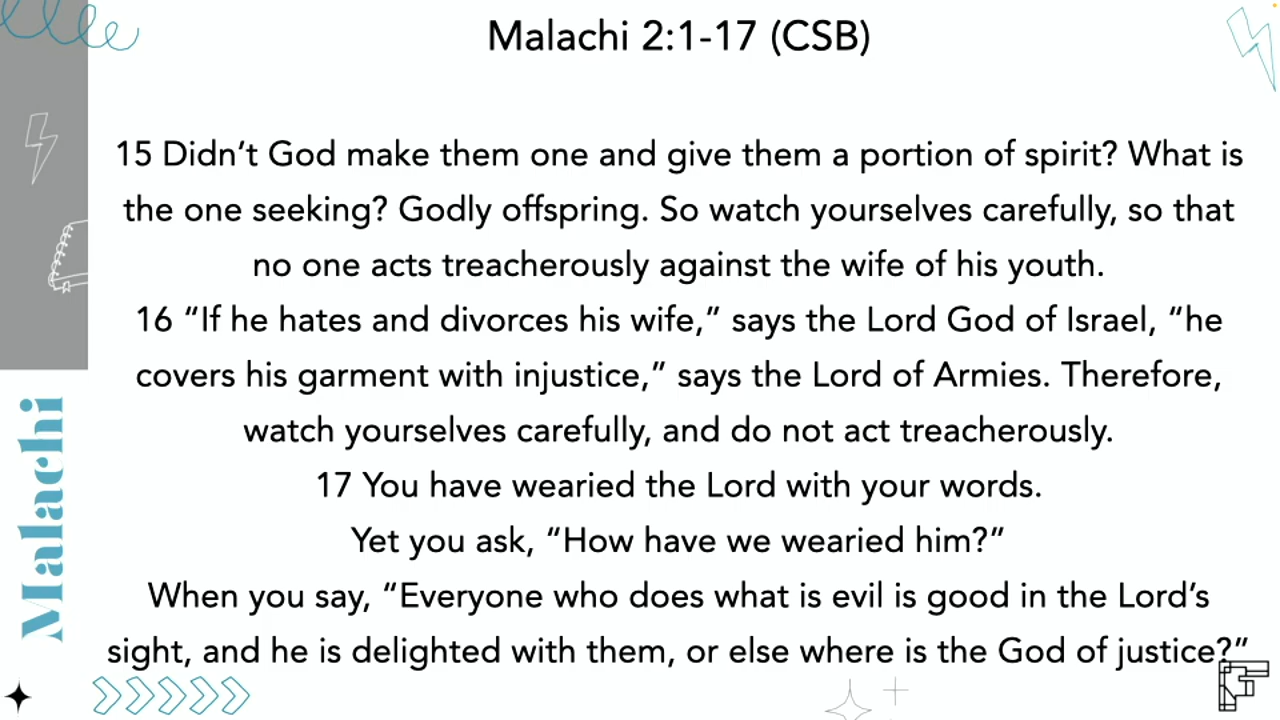 Malachi 2:1-17 (CSB)
15 Didn’t God make them one and give them a portion of spirit? What is
the one seeking? Godly offspring. So watch yourselves carefully, so that
no one acts treacherously against the wife of his youth.
16 “If he hates and divorces his wife,” says the Lord God of Israel, “he
covers his garment with injustice,” says the Lord of Armies. Therefore,
watch yourselves carefully, and do not act treacherously.
17 You have wearied the Lord with your words.
Yet you ask, “How have we wearied him?”
When you say, “Everyone who does what is evil is good in the Lord’s
sight, and he is delighted with them, or else where is the God of justice?”
Malachi